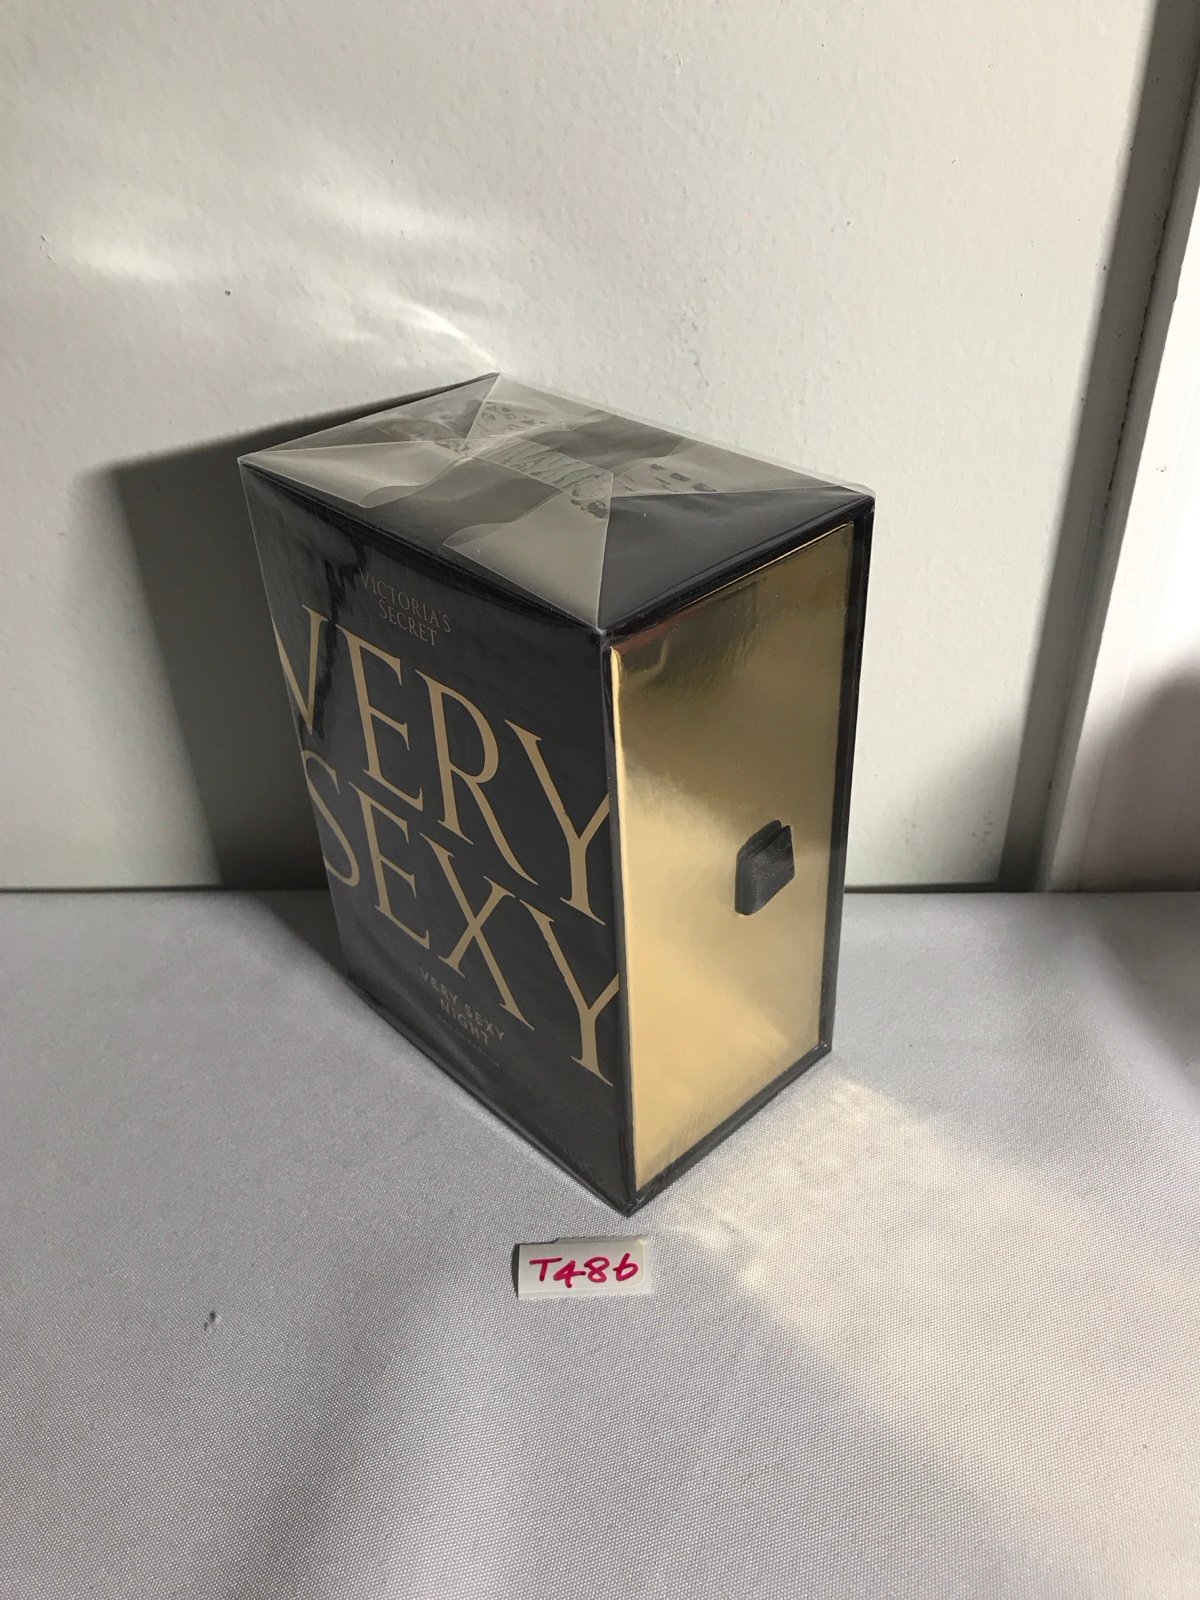 VICTORIA'S
SECRET
VERY
SEXY
VERY SEXY
NIGHT
T486